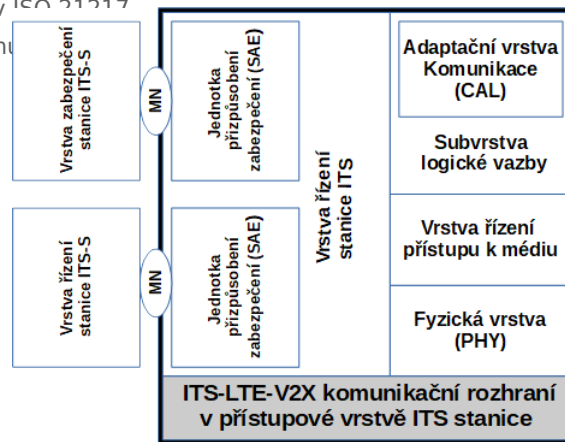 ISO 21217
Vrstva zabezpečení
stanice ITS-S
MN
Jednotka
přizpůsobení
zabezpečení (SAE)
Vrstva řízení
stanice ITS-S
MN
Jednotka
přizpůsobení
zabezpečení (SAE)
Vrstva řízení
stanice ITS
Adaptační vrstva
Komunikace
(CAL)
Subvrstva
logické vazby
Vrstva řízení
přístupu k médiu
Fyzická vrstva
(PHY)
ITS-LTE-V2X komunikační rozhraní
v přístupové vrstvě ITS stanice